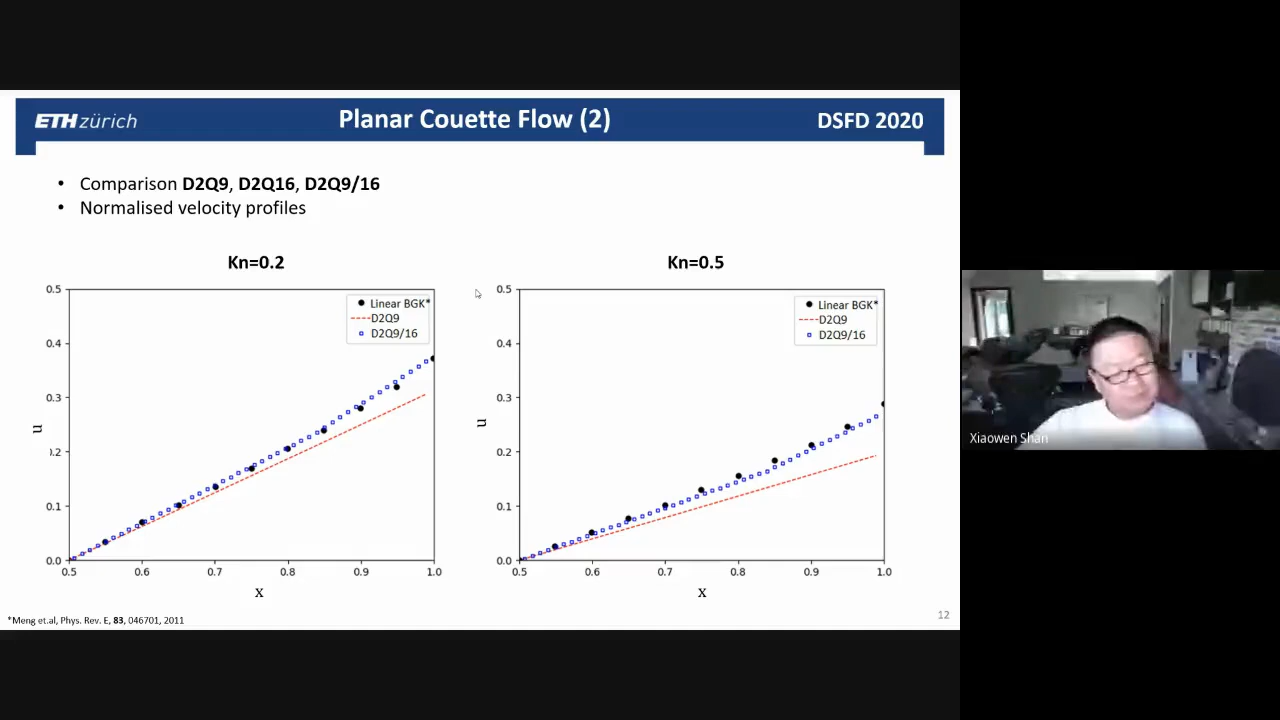 ETH zürich
Planar Couette Flow (2)
DSFD 2020
• Comparison D2Q9, D2Q16, D2Q9/16
• Normalised velocity profiles
Kn=0.2
0.5
0.4
0.3
.2
0.1
0.0
u
0.5 0.6 0.7 0.8 0.9 1.0
x
Linear BGK*
D2Q9
D2Q9/16
Kn=0.5
0.5
0.4
0.3
0.2
0.1
0.0
u
0.5 0.6 0.7 0.8 0.9 1.0
x
Linear BGK*
D2Q9
D2Q9/16
*Meng et.al, Phys. Rev. E, 83, 046701, 2011
12
Xiaowen Shan